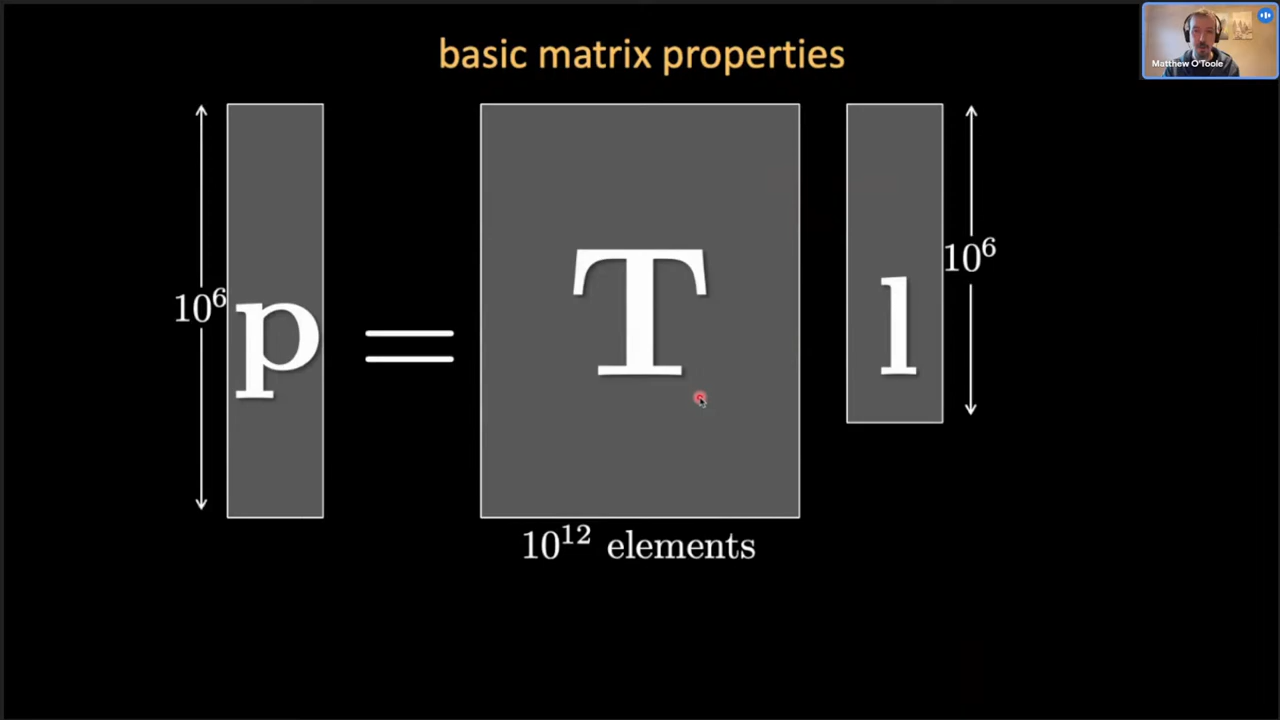 basic matrix properties
Matthew O'Toole
10⁶
p = T l
10⁶
10¹² elements